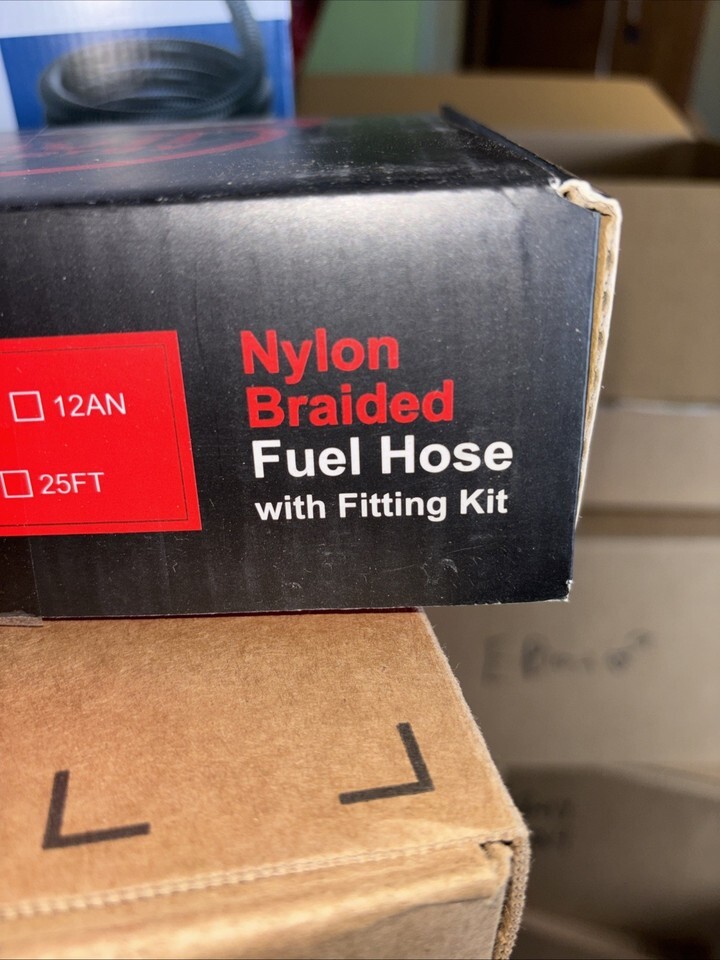 12AN
25FT
Nylon
Braided
Fuel Hose
with Fitting Kit